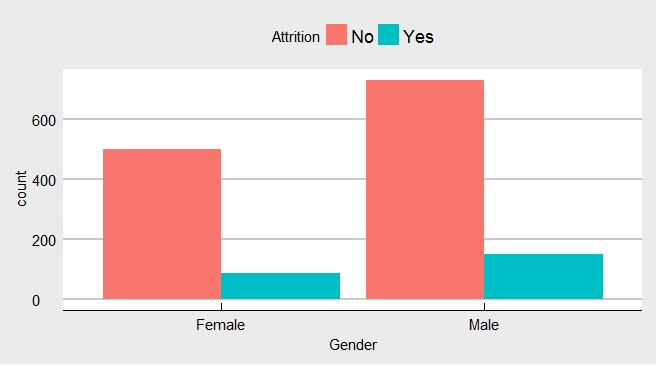 Attrition No Yes
count
600
400
200
0
Female Male
Gender